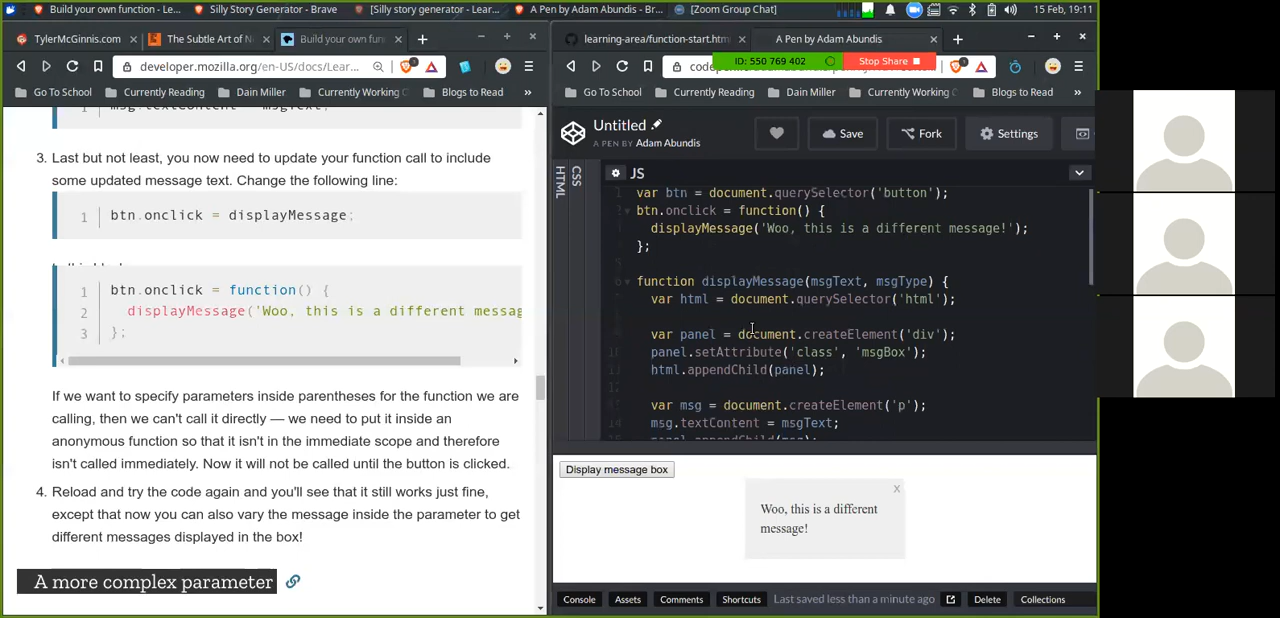 Build your own function - Le...
Silly Story Generator - Brave
[Silly story generator - Lear...
A Pen by Adam Abundis - Br...
[Zoom Group Chat]
15 Feb, 19:11
TylerMcGinnis.com
The Subtle Art of N
Build your own fun
learning-area/function-start.htm
A Pen by Adam Abundis
developer.mozilla.org/en-US/docs/Lear...
ID: 550 769 402
Stop Share
Go To School
Currently Reading
Dain Miller
Currently Working
Blogs to Read
»
Go To School
Currently Reading
Dain Miller
Currently Working
Blogs to Read
»
3. Last but not least, you now need to update your function call to include
some updated message text. Change the following line:
1 btn.onclick = displayMessage;
1 btn.onclick = function() {
2 displayMessage('Woo, this is a different messag
3 };
If we want to specify parameters inside parentheses for the function we are
calling, then we can't call it directly — we need to put it inside an
anonymous function so that it isn't in the immediate scope and therefore
isn't called immediately. Now it will not be called until the button is clicked.
4. Reload and try the code again and you'll see that it still works just fine,
except that now you can also vary the message inside the parameter to get
different messages displayed in the box!
A more complex parameter
Untitled
A PEN BY Adam Abundis
Save
Fork
Settings
HTML
CSS
JS
var btn = document.querySelector('button');
btn.onclick = function() {
displayMessage('Woo, this is a different message!');
};
function displayMessage(msgText, msgType) {
var html = document.querySelector('html');
var panel = document.createElement('div');
panel.setAttribute('class', 'msgBox');
html.appendChild(panel);
var msg = document.createElement('p');
msg.textContent = msgText;
Display message box
x
Woo, this is a different
message!
Console
Assets
Comments
Shortcuts
Last saved less than a minute ago
Delete
Collections